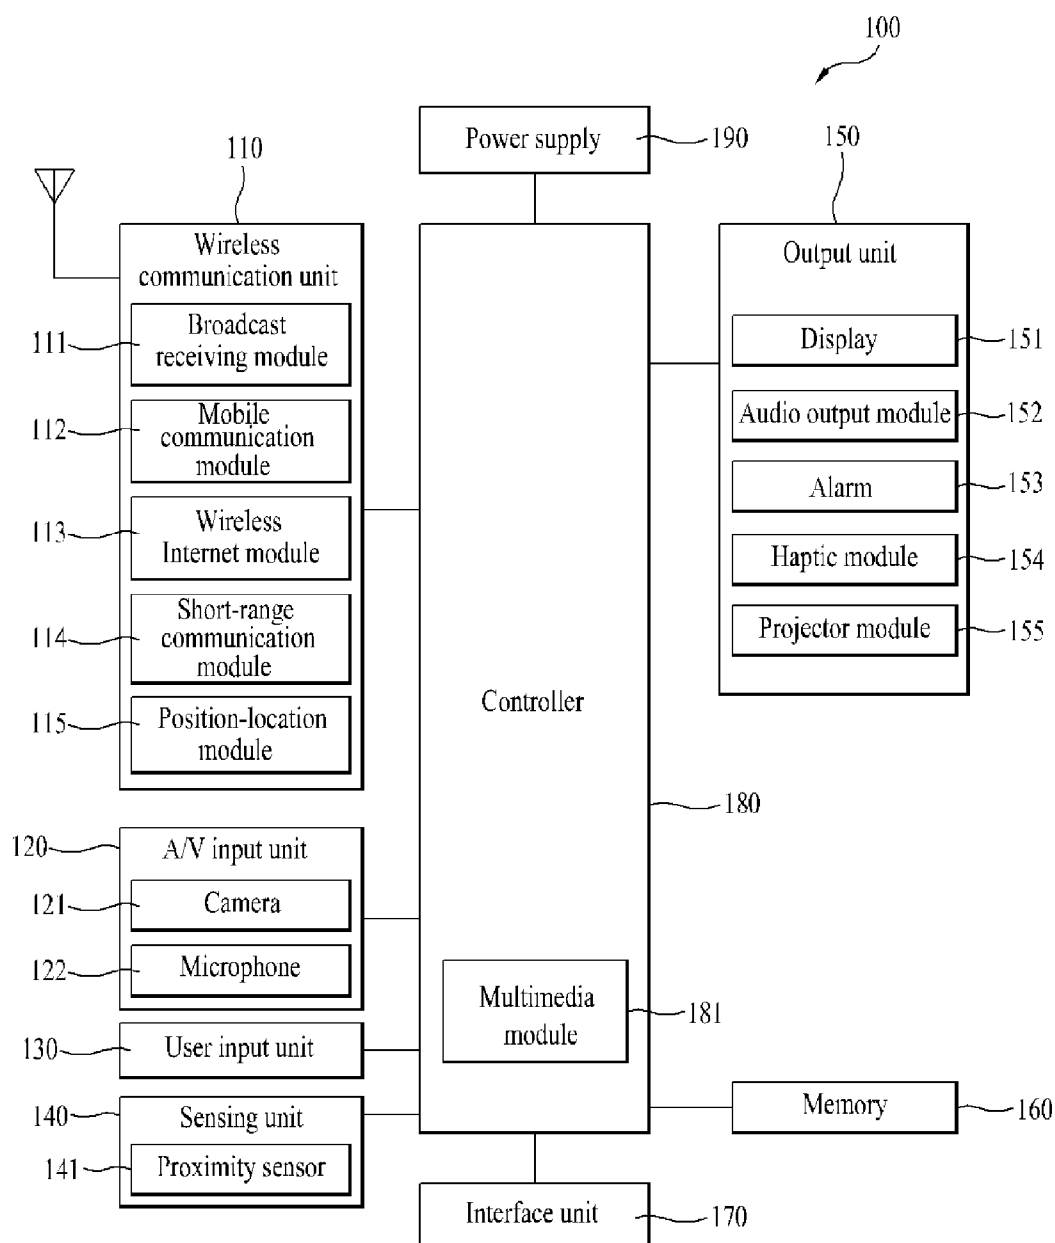 100
Power supply
190
110
150
Wireless
communication unit
111
Broadcast
receiving module
112
Mobile
communication
module
113
Wireless
Internet module
114
Short-range
communication
module
115
Position-location
module
Output unit
Display
151
Audio output module
152
Alarm
153
Haptic module
154
Projector module
155
Controller
180
Multimedia
module
181
120
A/V input unit
121
Camera
122
Microphone
130
User input unit
140
Sensing unit
141
Proximity sensor
Memory
160
Interface unit
170